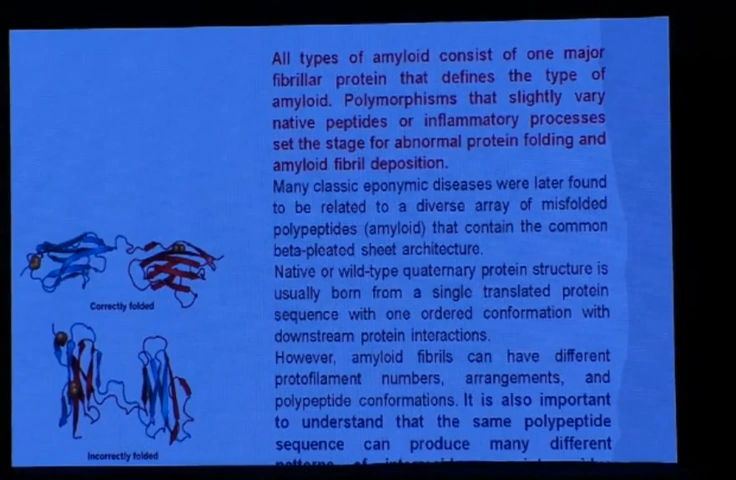 All types of amyloid consist of one major
fibrillar protein that defines the type of
amyloid. Polymorphisms that slightly vary
native peptides or inflammatory processes
set the stage for abnormal protein folding and
amyloid fibril deposition.
Many classic eponymic diseases were later found
to be related to a diverse array of misfolded
polypeptides (amyloid) that contain the common
beta-pleated sheet architecture.
Native or wild-type quaternary protein structure is
usually born from a single translated protein
sequence with one ordered conformation with
downstream protein interactions.
However, amyloid fibrils can have different
protofilament numbers, arrangements, and
polypeptide conformations. It is also important
to understand that the same polypeptide
sequence can produce many different
Correctly folded
Incorrectly folded